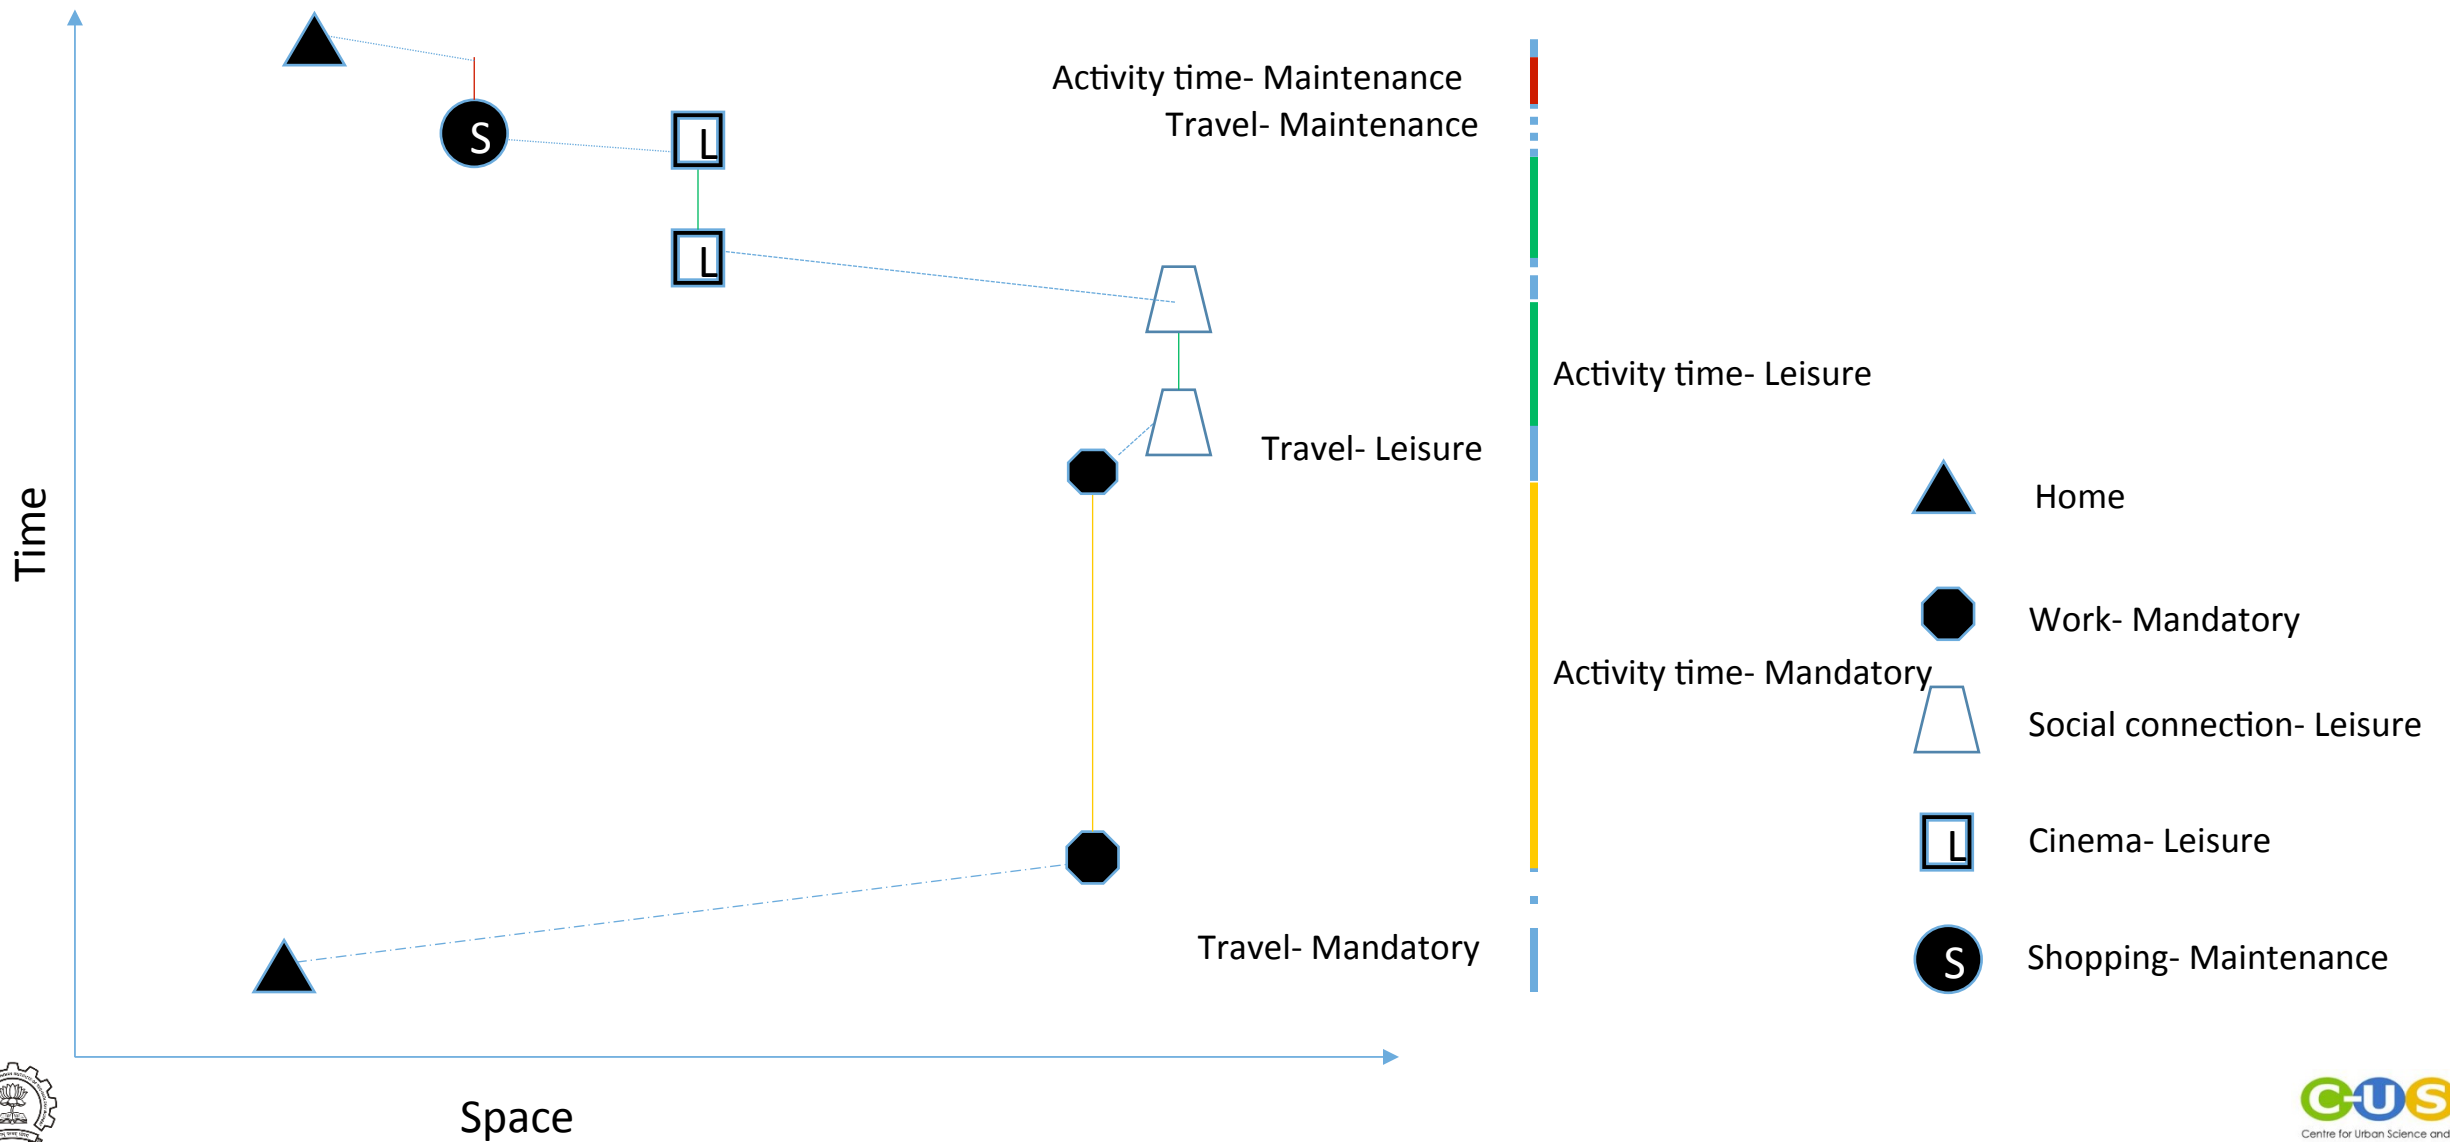 Activity time- Maintenance
Travel- Maintenance
S
L
L
Activity time- Leisure
Travel- Leisure
Time
Home
Work- Mandatory
Activity time- Mandatory
Social connection- Leisure
L
Cinema- Leisure
Travel- Mandatory
S
Shopping- Maintenance
Space
C-US
Centre for Urban Science and